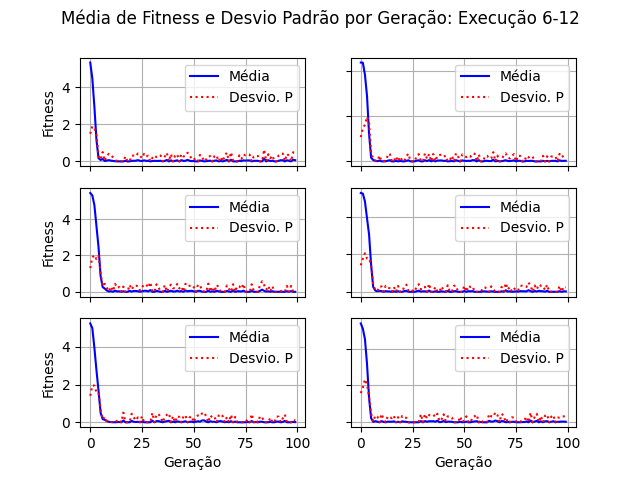 Média de Fitness e Desvio Padrão por Geração: Execução 6-12
Fitness
4
2
0
Média
Desvio. P
Média
Desvio. P
Fitness
4
2
0
Média
Desvio. P
Média
Desvio. P
Fitness
4
2
0
Média
Desvio. P
Média
Desvio. P
0 25 50 75 100
0 25 50 75 100
Geração
Geração